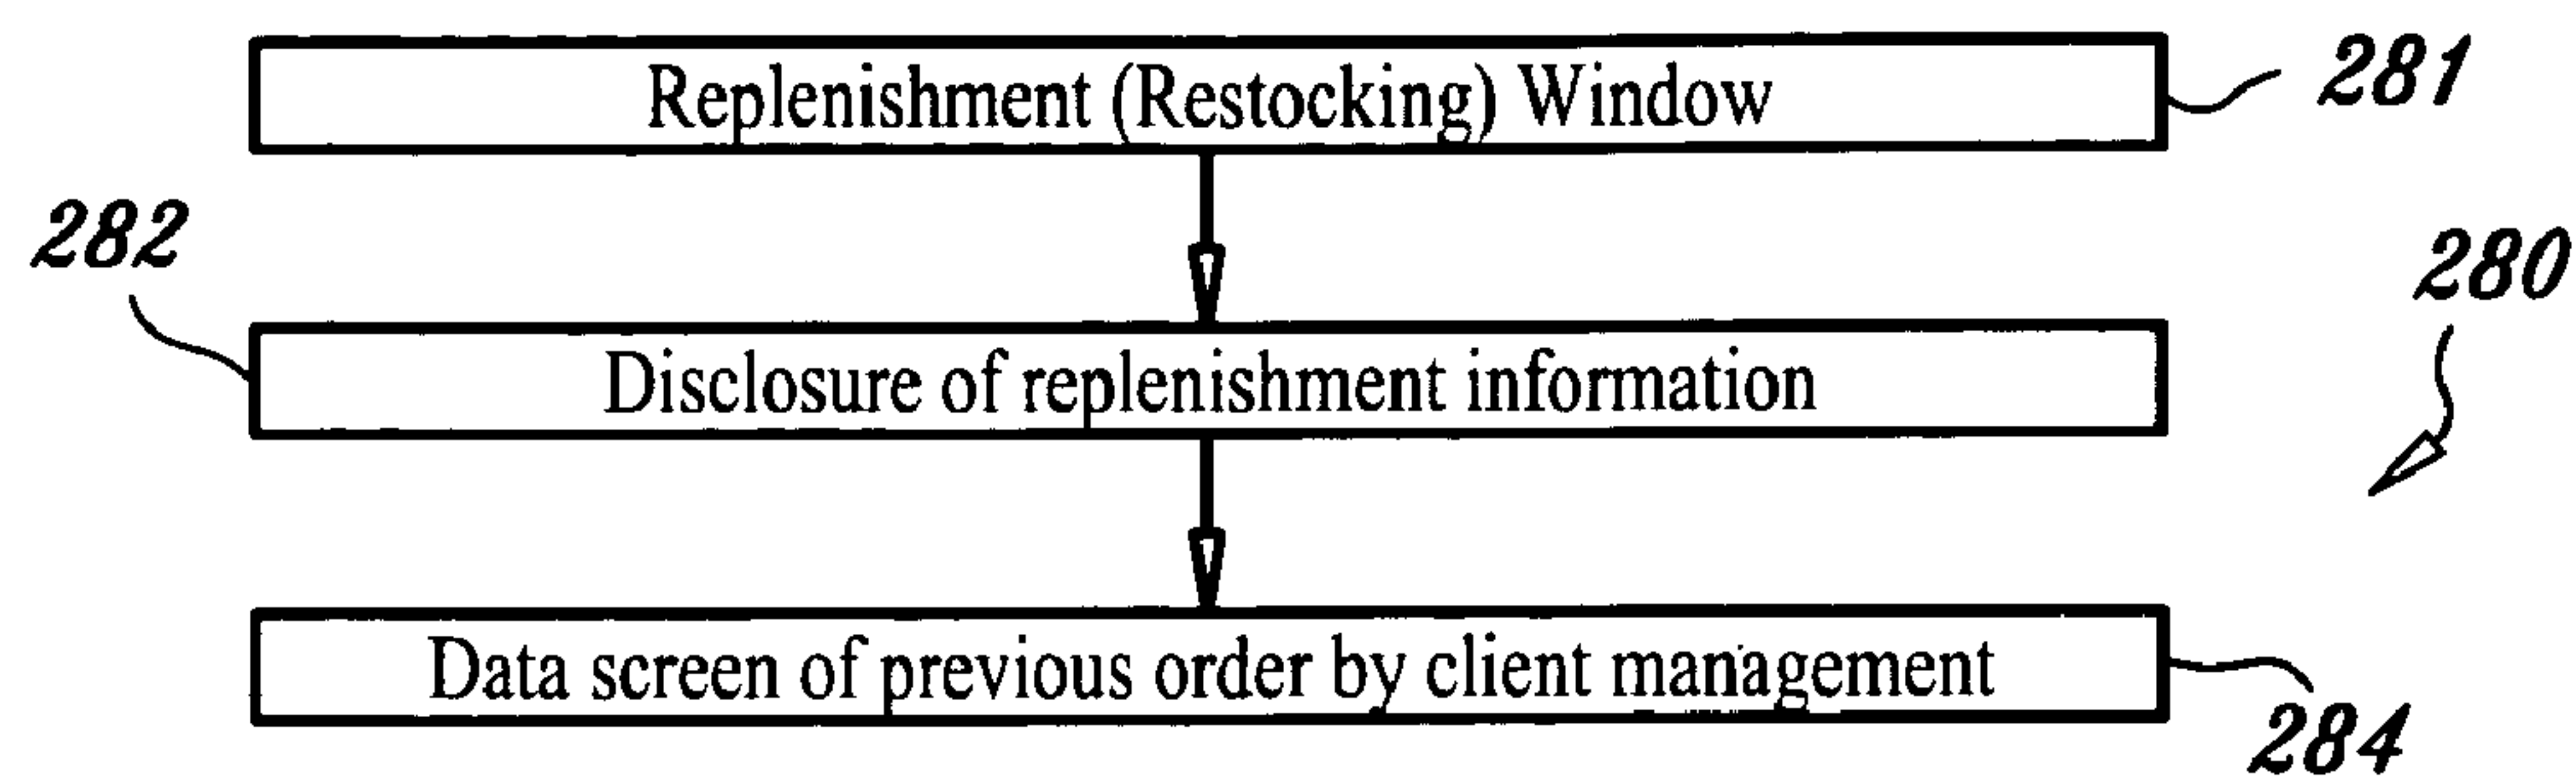 Replenishment (Restocking) Window
281
282
Disclosure of replenishment information
280
Data screen of previous order by client management
284